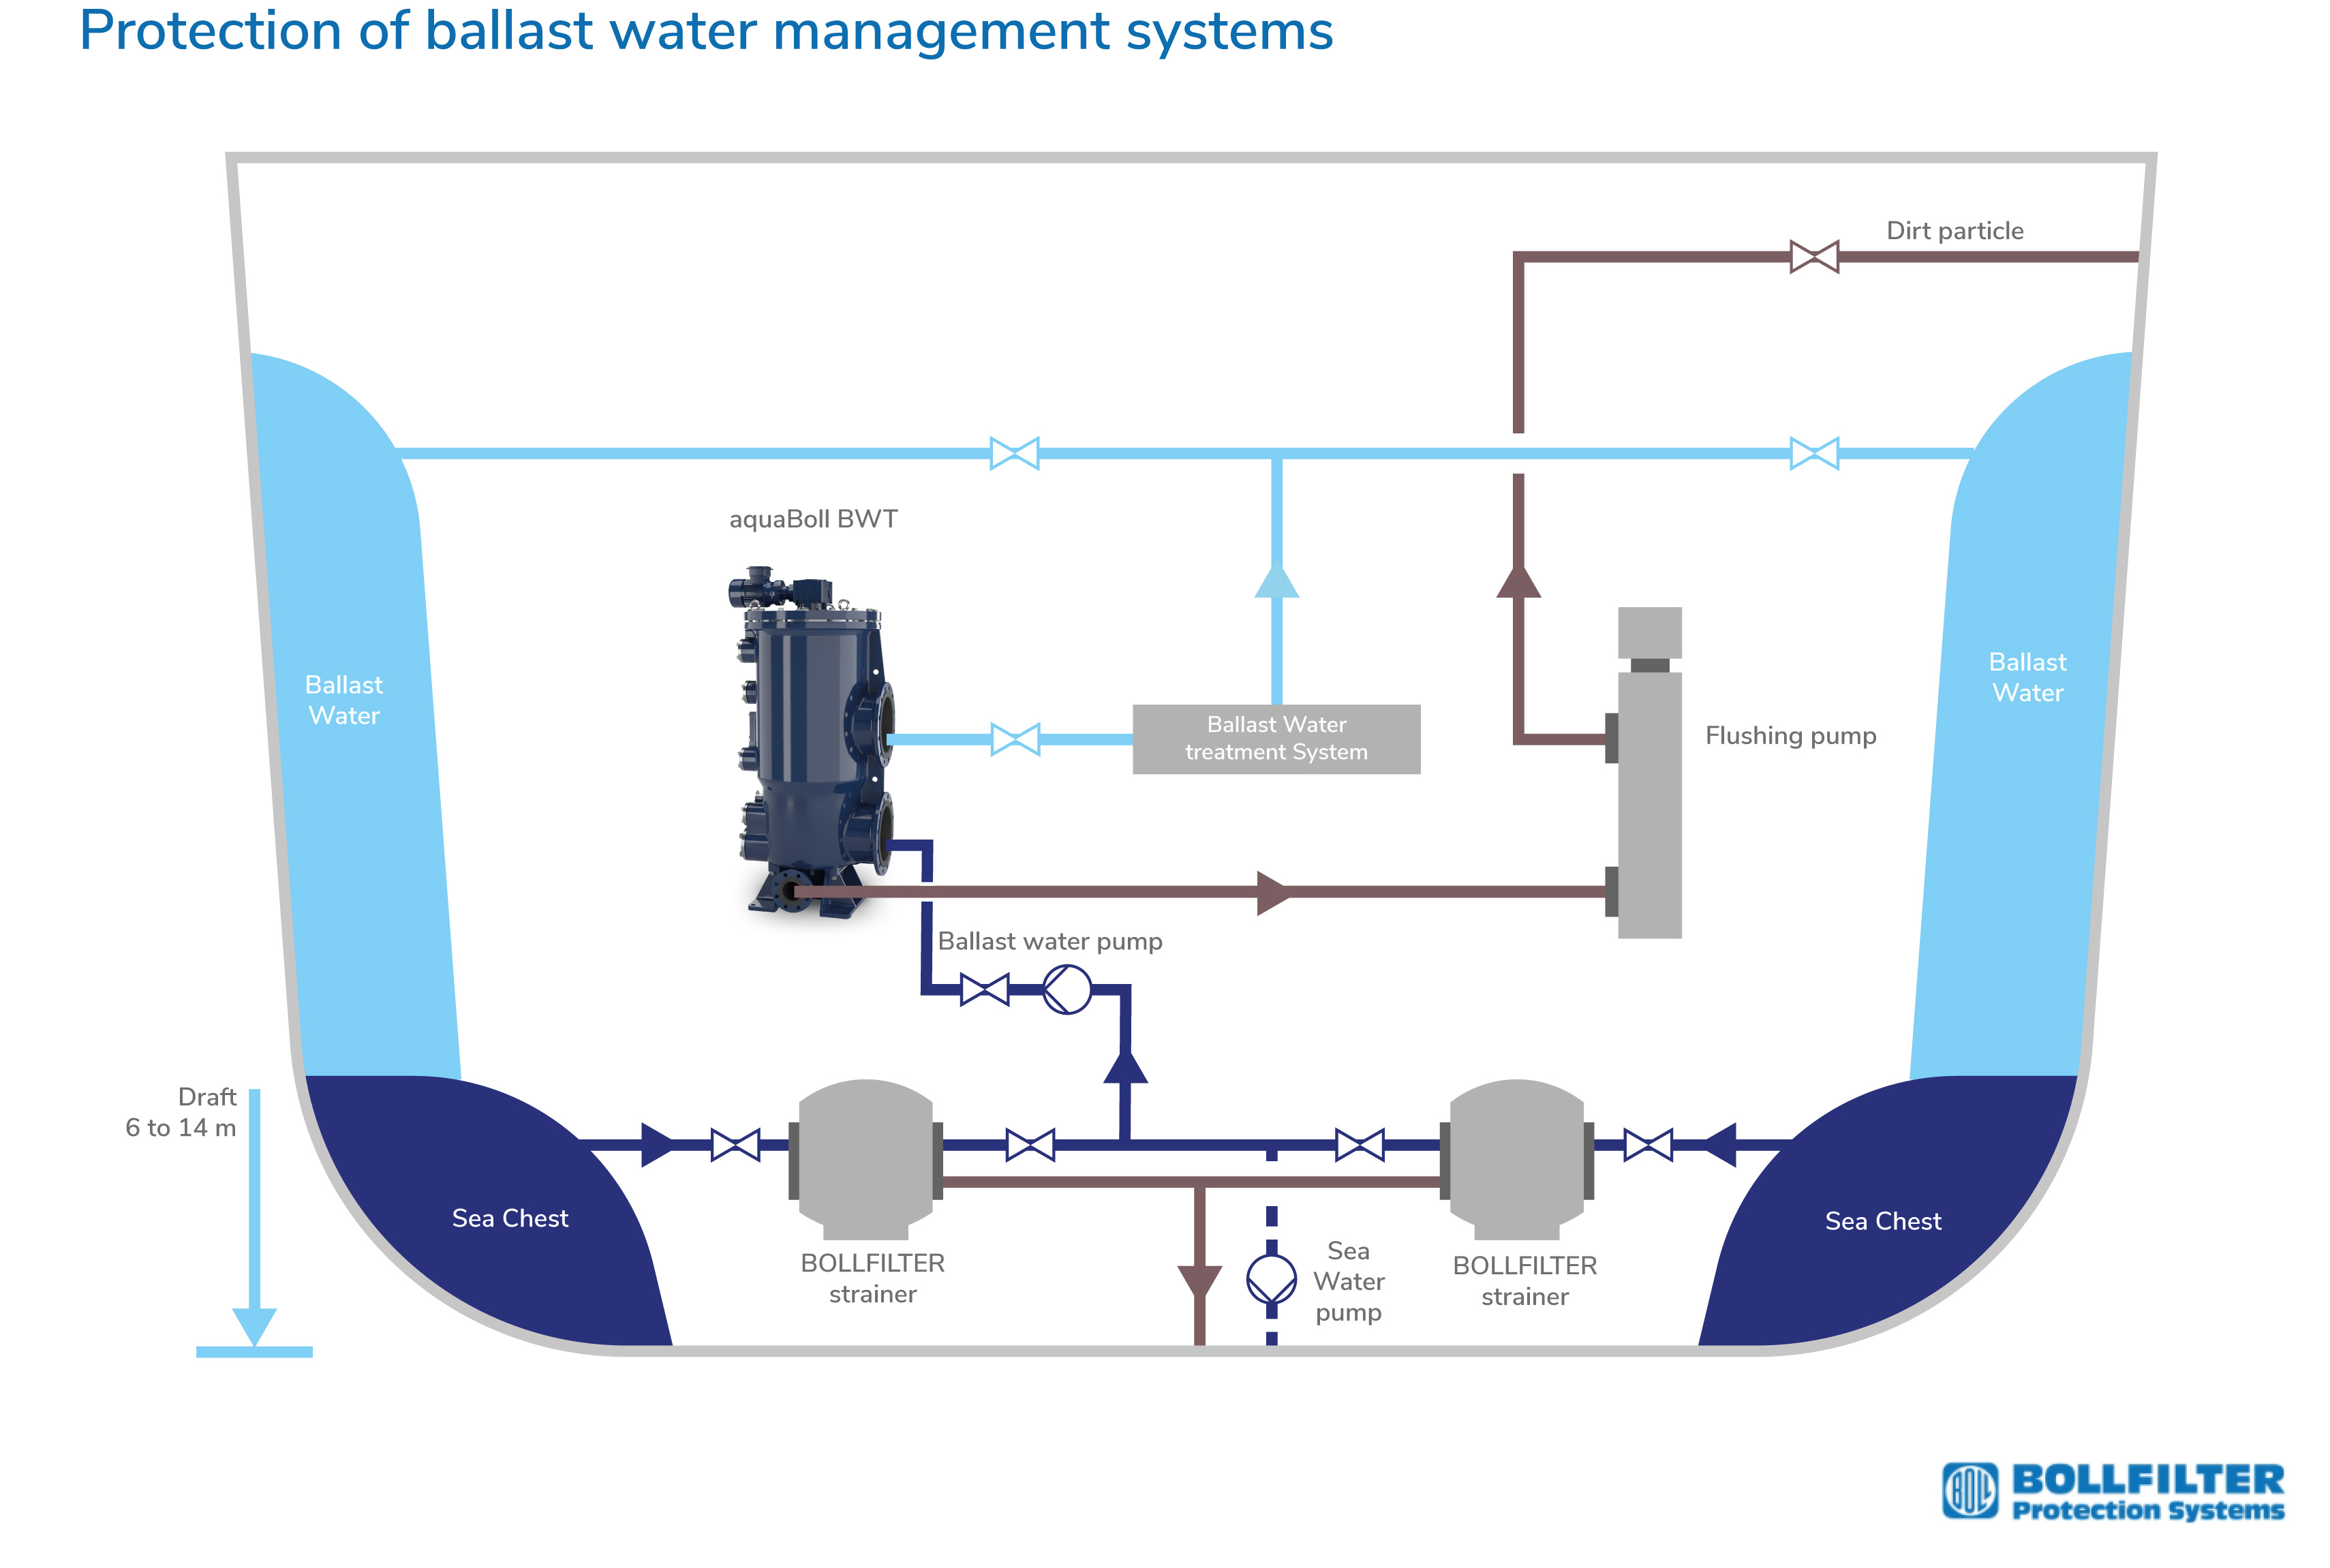 Protection of ballast water management systems
Dirt particle
aquaBoll BWT
Ballast
Water
Ballast
Water
Ballast Water
treatment System
Flushing pump
Ballast water pump
Draft
6 to 14 m
Sea Chest
Sea Chest
BOLLFILTER
strainer
Sea
Water
pump
BOLLFILTER
strainer
BOLL
BOLLFILTER
Protection Systems